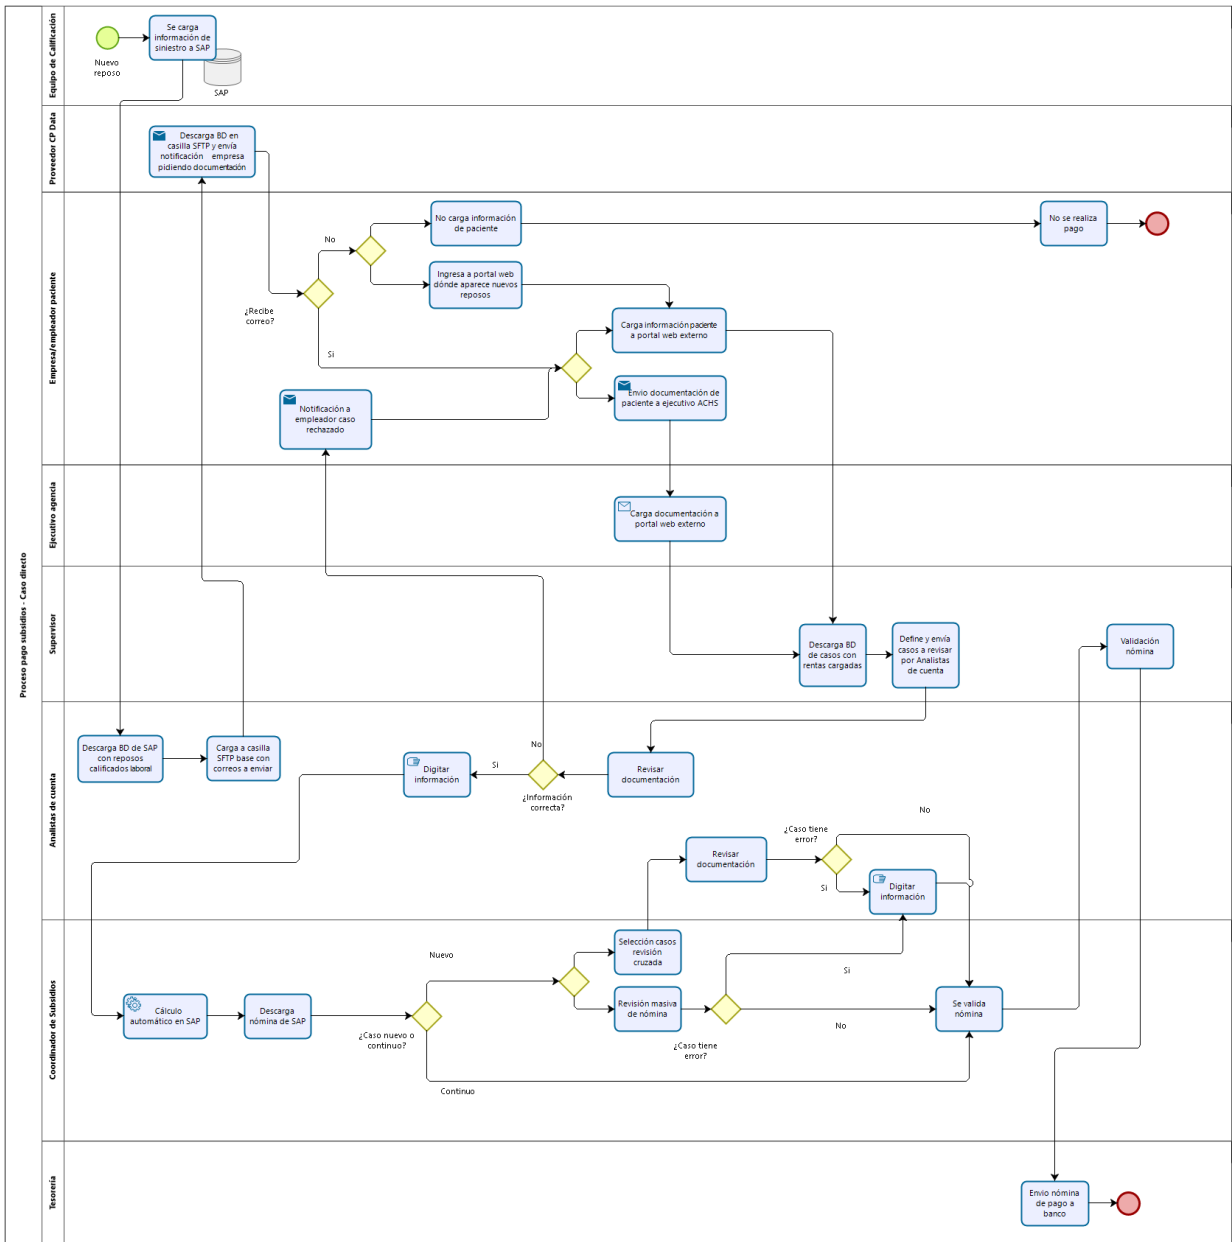 Proceso pago subsidios - Caso directo
Equipo de Calificación
Nuevo
reposo
Se carga
información de
siniestro a SAP
SAP
Proveedor CP Data
Descarga BD en
casilla SFTP y envía
notificación empresa
pidiendo documentación
Empresa/empleador paciente
¿Recibe
correo?
No
Si
No carga información
de paciente
Ingresa a portal web
dónde aparece nuevos
reposos
No se realiza
pago
Carga información paciente
a portal web externo
Envio documentación de
paciente a ejecutivo ACHS
Notificación a
empleador caso
rechazado
Ejecutivo agencia
Carga documentación a
portal web externo
Supervisor
Descarga BD
de casos con
rentas cargadas
Define y envía
casos a revisar
por Analistas
de cuenta
Validación
nómina
Analistas de cuenta
Descarga BD de SAP
con reposos
calificados laboral
Carga a casilla
SFTP base con
correos a enviar
Digitar
información
Si
No
¿Información
correcta?
Revisar
documentación
Revisar
documentación
¿Caso tiene
error?
No
Si
Digitar
información
Coordinador de Susidios
Cálculo
automático en SAP
Descarga
nómina de SAP
¿Caso nuevo o
continuo?
Nuevo
Continuo
Selección casos
revisión
cruzada
Revisión masiva
de nómina
¿Caso tiene
error?
Si
No
Se valida
nómina
Tesorería
Envio nómina
de pago a
banco